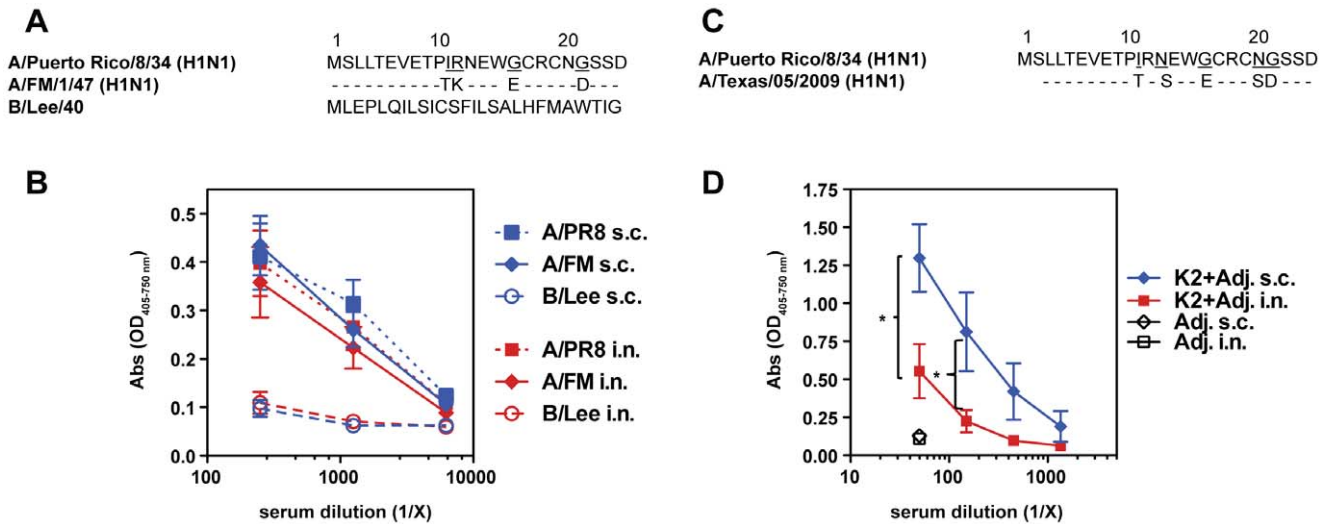 A
1 10 20
A/Puerto Rico/8/34 (H1N1) MSLLTEVETPIRNEWGCRCNGSSD
A/FM/1/47 (H1N1) ----------TK---E----D---
B/Lee/40 MLEPLQILSICSFILSALHFMAWTIG
C
1 10 20
A/Puerto Rico/8/34 (H1N1) MSLLTEVETPIRNEWGCRCNGSSD
A/Texas/05/2009 (H1N1) ---------T-S--E---SD---
B
Abs (OD405-750 nm)
0.5
0.4
0.3
0.2
0.1
0.0
100 1000 10000
serum dilution (1/X)
A/PR8 s.c.
A/FM s.c.
B/Lee s.c.
A/PR8 i.n.
A/FM i.n.
B/Lee i.n.
D
Abs (OD405-750 nm)
1.75
1.50
1.25
1.00
0.75
0.50
0.25
0.00
*
*
10 100 1000
serum dilution (1/X)
K2+Adj. s.c.
K2+Adj. i.n.
Adj. s.c.
Adj. i.n.